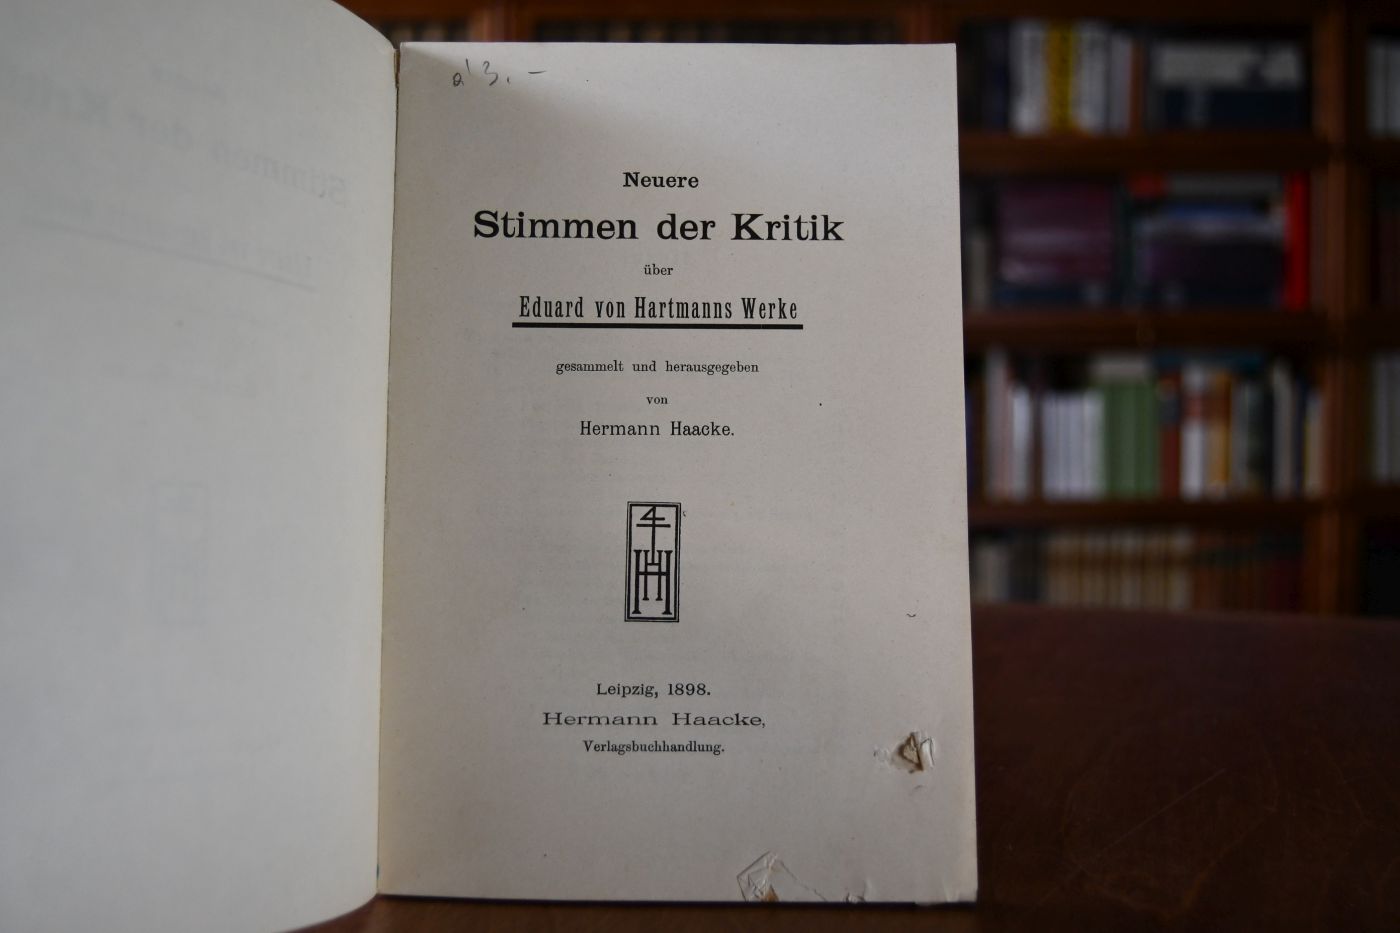 Neuere
Stimmen der Kritik
über
Eduard von Hartmanns Werke
gesammelt und herausgegeben
von
Hermann Haacke.
HH
Leipzig, 1898.
Hermann Haacke,
Verlagsbuchhandlung.